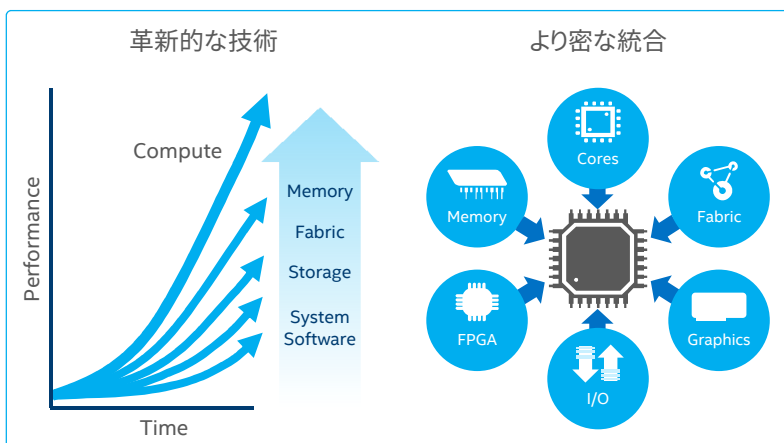 革新的な技術
より密な統合
Performance
Compute
Memory
Fabric
Storage
System
Software
Time
Cores
Memory
Fabric
FPGA
Graphics
I/O